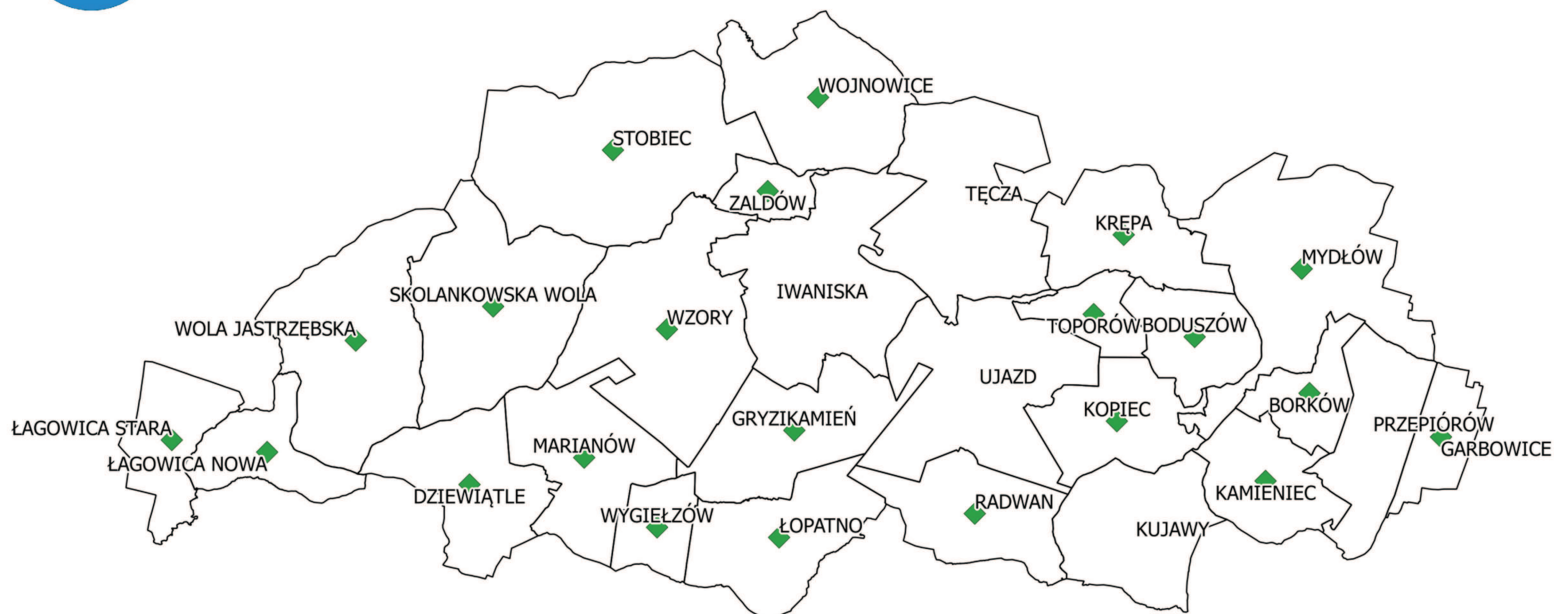 WOJNOWICE
STOBIEC
ZALDÓW
TĘCZA
KRĘPA
MYDŁÓW
SKOLANKOWSKA WOLA
IWANISKA
WOLA JASTRZĘBSKA
WZORY
TOPORÓW
BODUSZÓW
UJAZD
ŁAGOWICA STARA
ŁAGOWICA NOWA
MARIANÓW
GRYZIKAMIEŃ
KOPIEC
BORKÓW
PRZEPIÓRÓW
GARBOWICE
DZIEWIĄTLE
WYGIEŁZÓW
ŁOPATNO
RADWAN
KUJAWY
KAMIENIEC